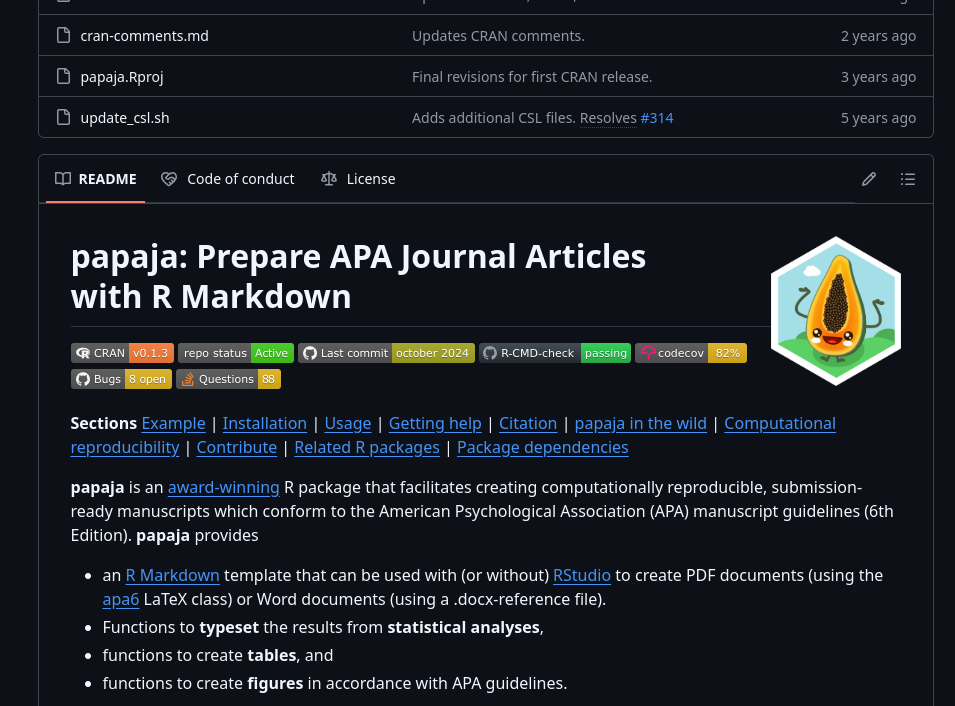 cran-comments.md Updates CRAN comments. 2 years ago
papaja.Rproj Final revisions for first CRAN release. 3 years ago
update_csl.sh Adds additional CSL files. Resolves #314 5 years ago
README Code of conduct License
papaja: Prepare APA Journal Articles
with R Markdown
CRAN v0.1.3 repo status Active Last commit october 2024 R-CMD-check passing codecov 82%
Bugs 8 open Questions 88
Sections Example | Installation | Usage | Getting help | Citation | papaja in the wild | Computational
reproducibility | Contribute | Related R packages | Package dependencies
papaja is an award-winning R package that facilitates creating computationally reproducible, submission-
ready manuscripts which conform to the American Psychological Association (APA) manuscript guidelines (6th
Edition). papaja provides
• an R Markdown template that can be used with (or without) RStudio to create PDF documents (using the
apa6 LaTeX class) or Word documents (using a .docx-reference file).
• Functions to typeset the results from statistical analyses,
• functions to create tables, and
• functions to create figures in accordance with APA guidelines.